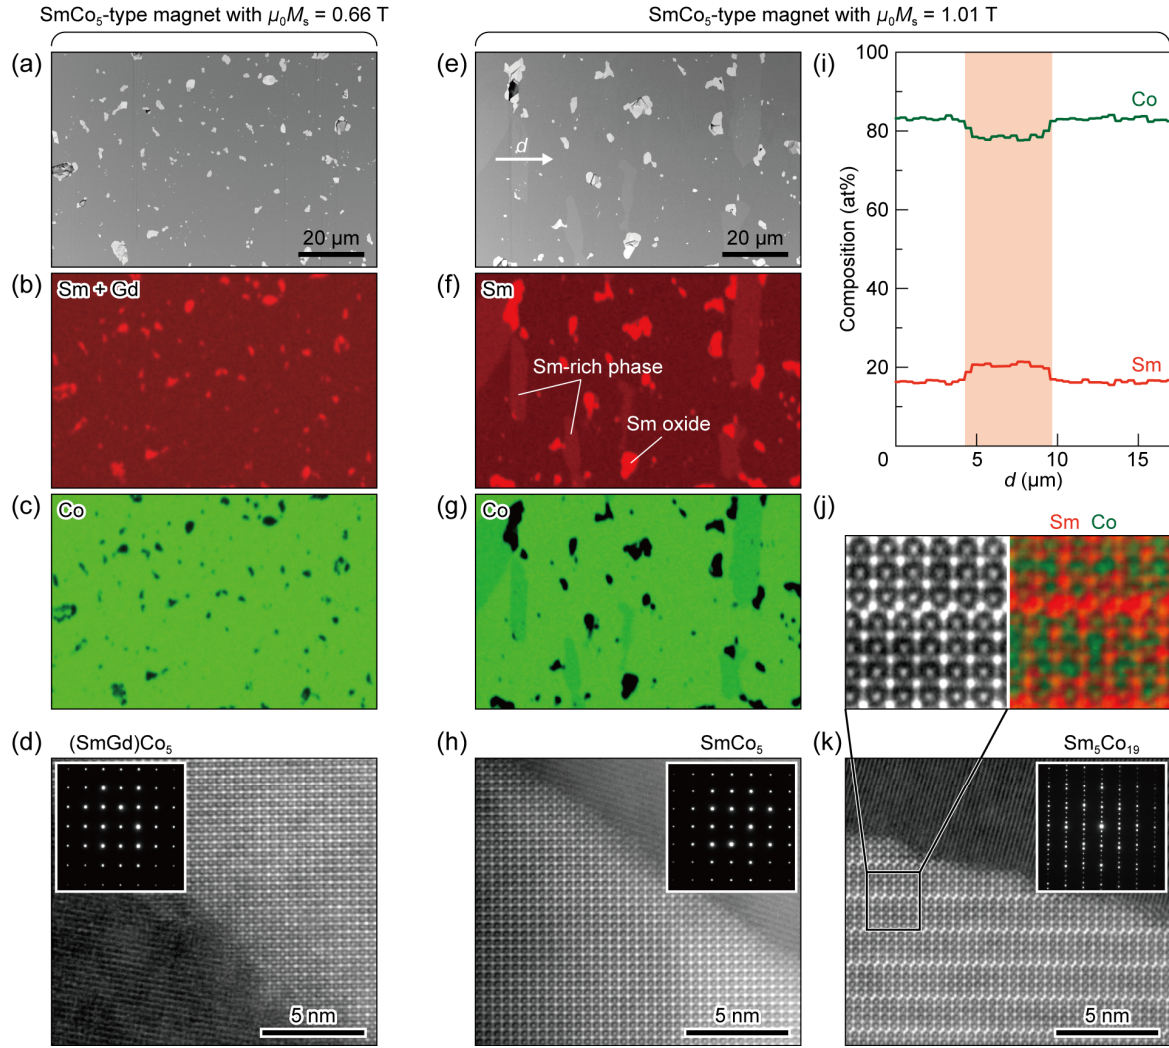 SmCo₅-type magnet with μ₀Mₛ = 0.66 T
SmCo₅-type magnet with μ₀Mₛ = 1.01 T
(a)
20 μm
(b)
Sm + Gd
(c)
Co
(d)
(SmGd)Co₅
5 nm
(e)
d
20 μm
(f)
Sm
Sm-rich phase
Sm oxide
(g)
Co
(h)
SmCo₅
5 nm
(i)
100
80
60
40
20
0
Composition (at%)
Co
Sm
0
5
10
15
d (μm)
(j)
Sm Co
(k)
Sm₅Co₁₉
5 nm